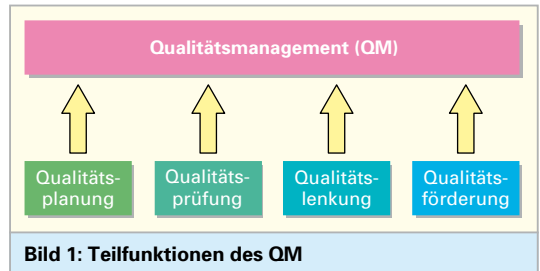 Qualitätsmanagement (QM)
Qualitäts-
planung
Qualitäts-
prüfung
Qualitäts-
lenkung
Qualitäts-
förderung
Bild 1: Teilfunktionen des QM